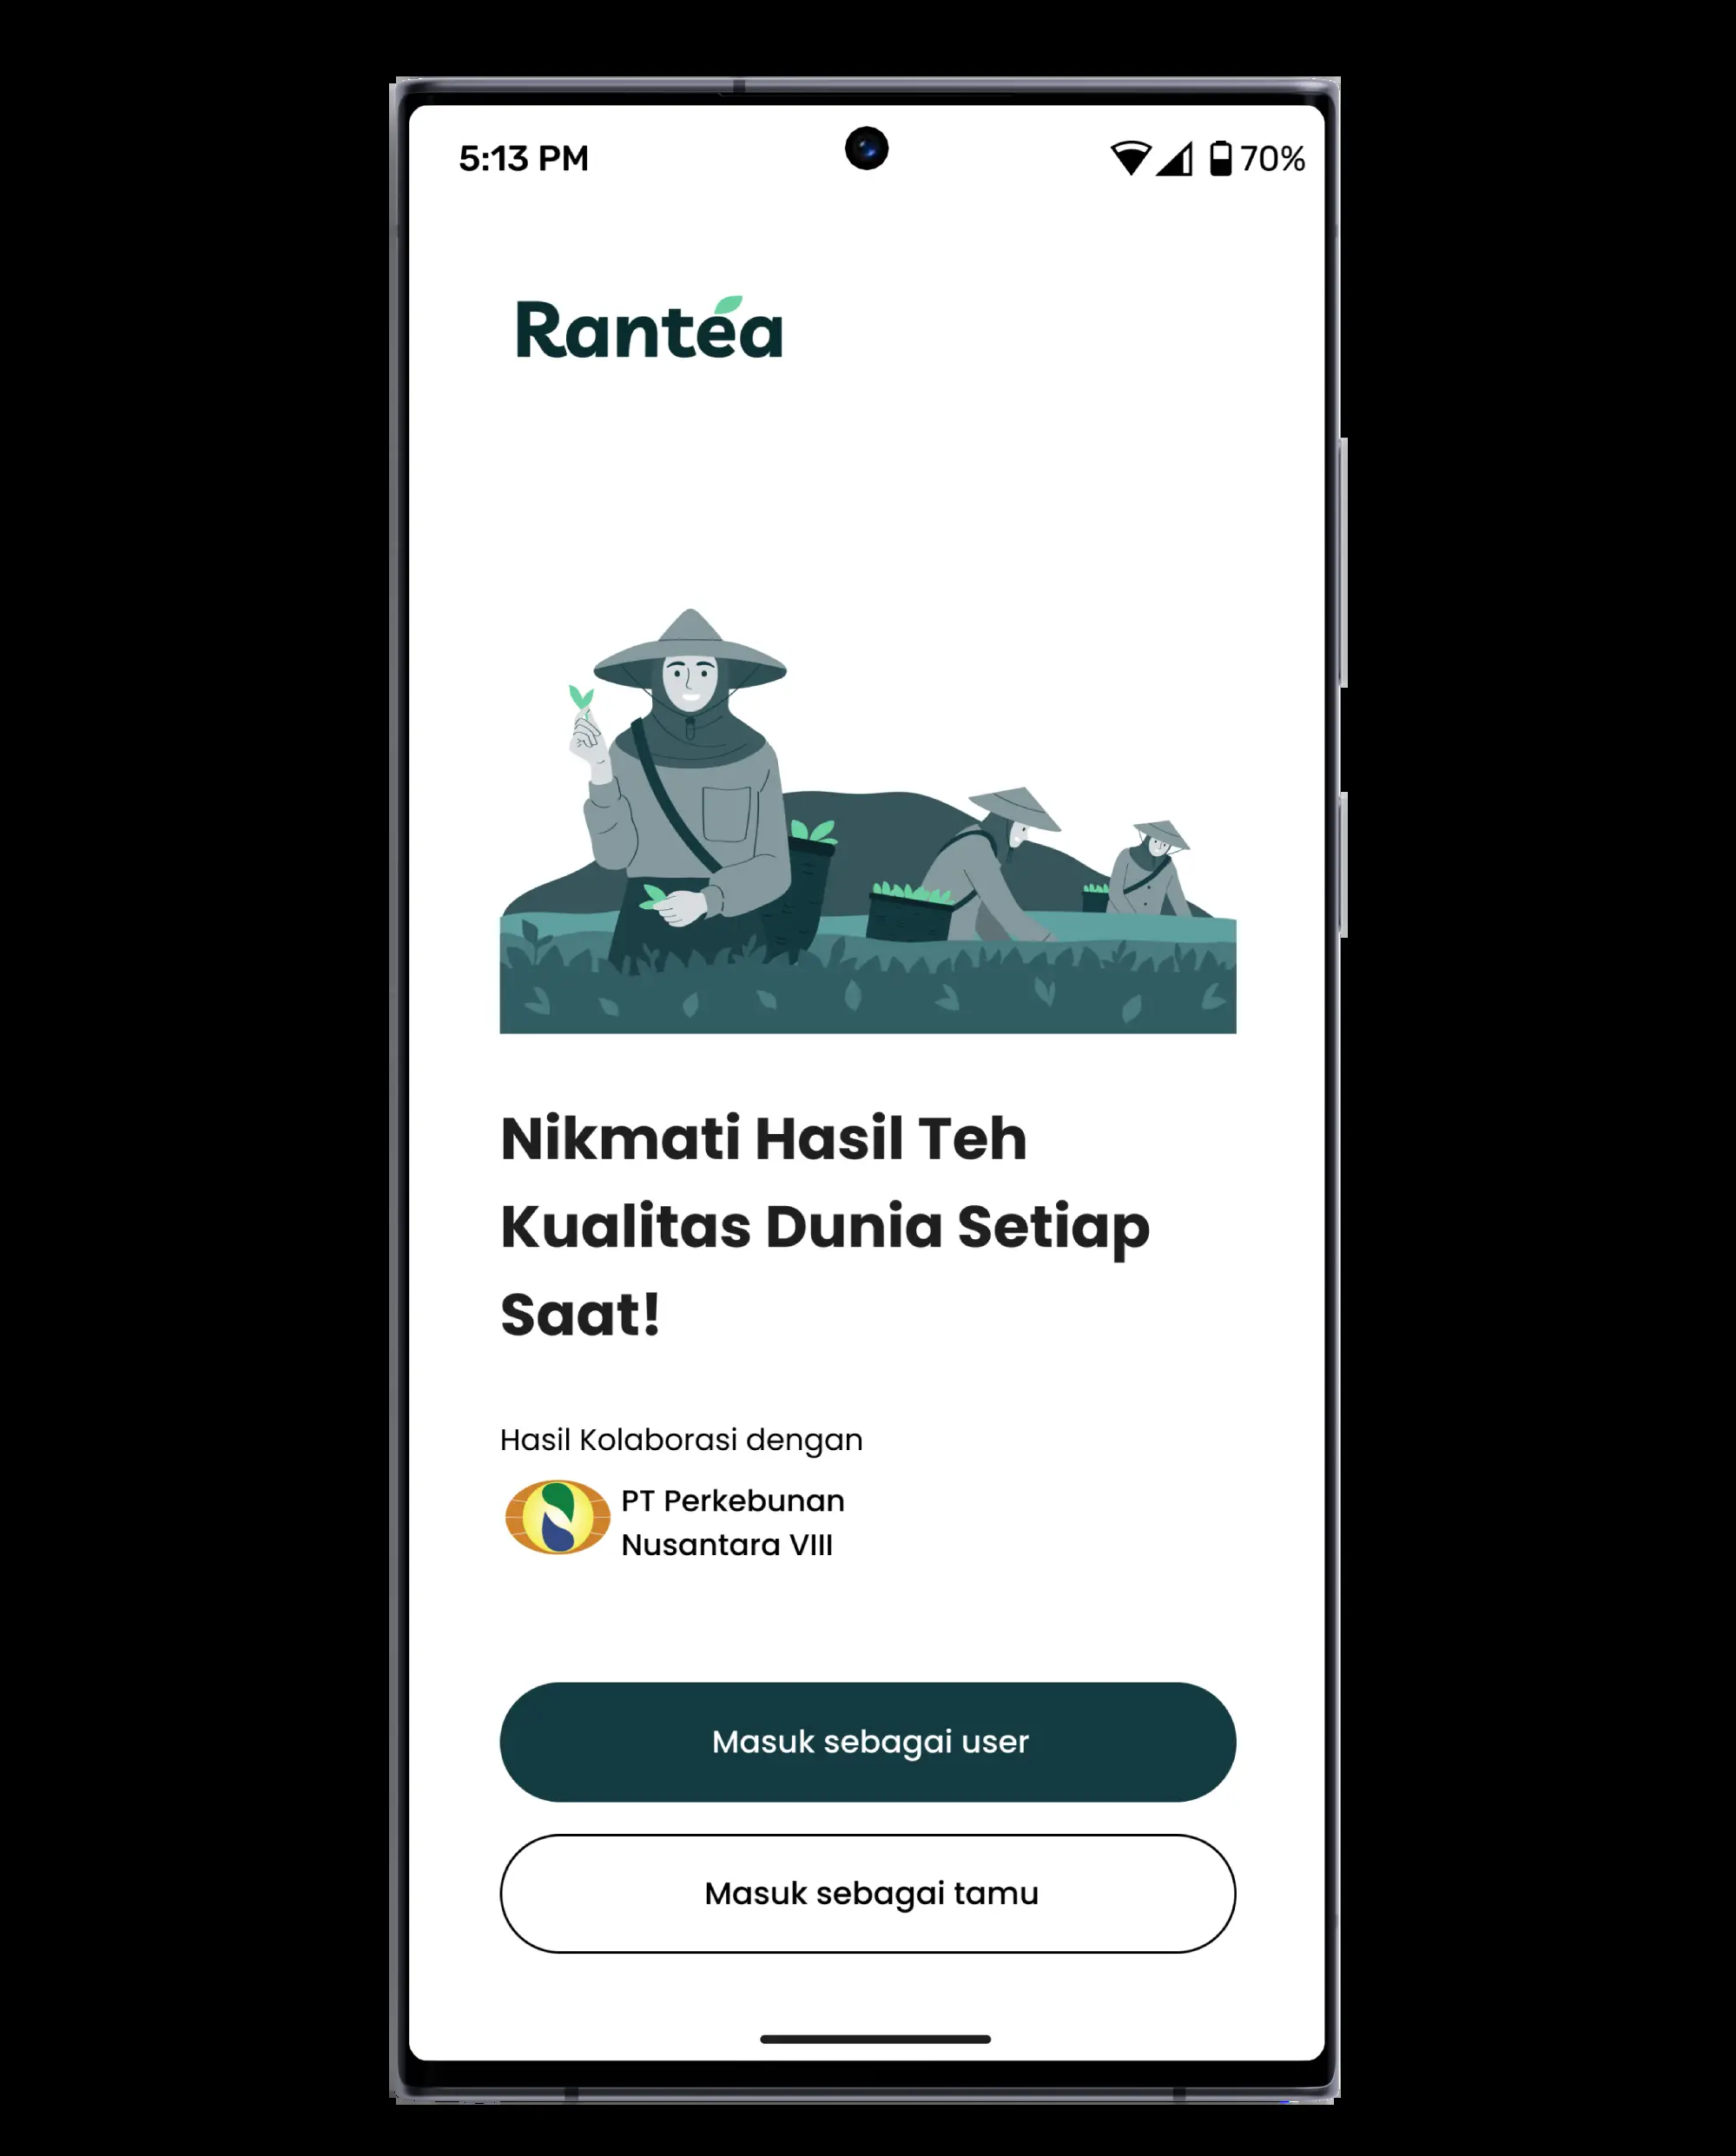 5:13 PM 70%
Rantea
Nikmati Hasil Teh
Kualitas Dunia Setiap
Saat!
Hasil Kolaborasi dengan
PT Perkebunan
Nusantara VIII
Masuk sebagai user
Masuk sebagai tamu